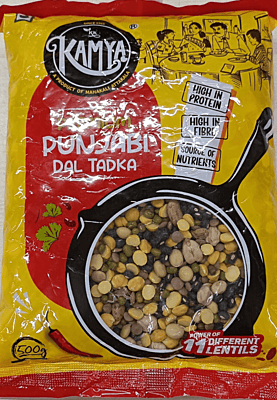 KAMYA
A PRODUCT OF MAHAKALI
PUNJABI
DAL TADKA
HIGH IN
PROTEIN
HIGH IN
FIBRE
SOURCE OF
NUTRIENTS
500g
POWER OF
11 DIFFERENT
LENTILS